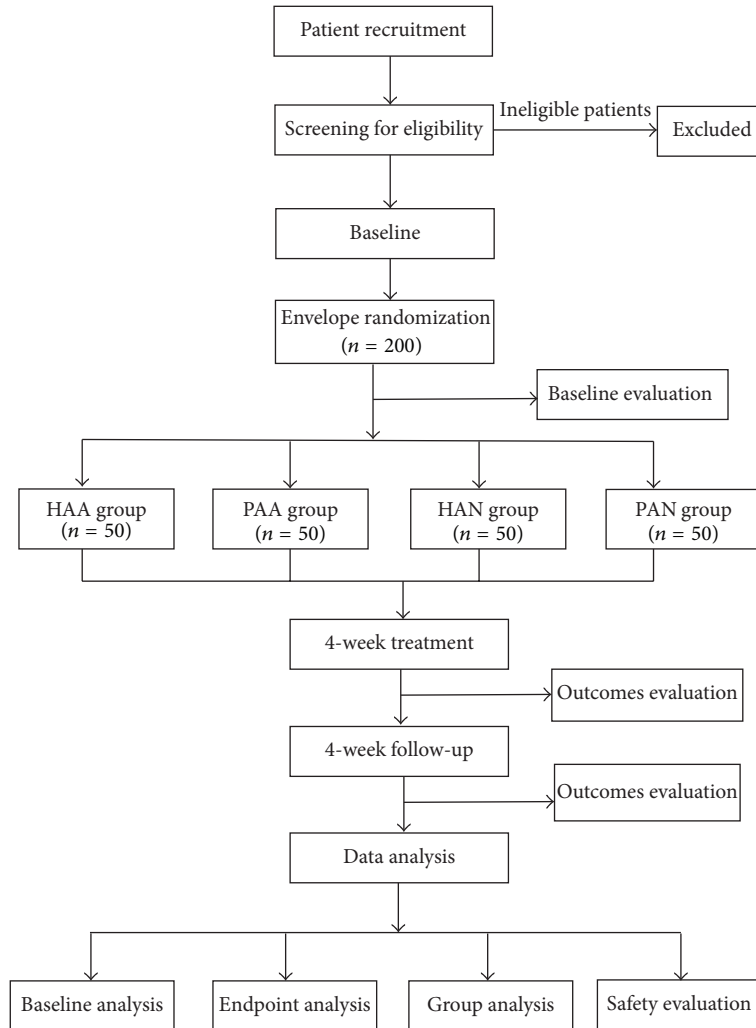 Patient recruitment
Ineligible patients
Screening for eligibility
Excluded
Baseline
Envelope randomization
(n = 200)
Baseline evaluation
HAA group
(n = 50)
PAA group
(n = 50)
HAN group
(n = 50)
PAN group
(n = 50)
4-week treatment
Outcomes evaluation
4-week follow-up
Outcomes evaluation
Data analysis
Baseline analysis
Endpoint analysis
Group analysis
Safety evaluation